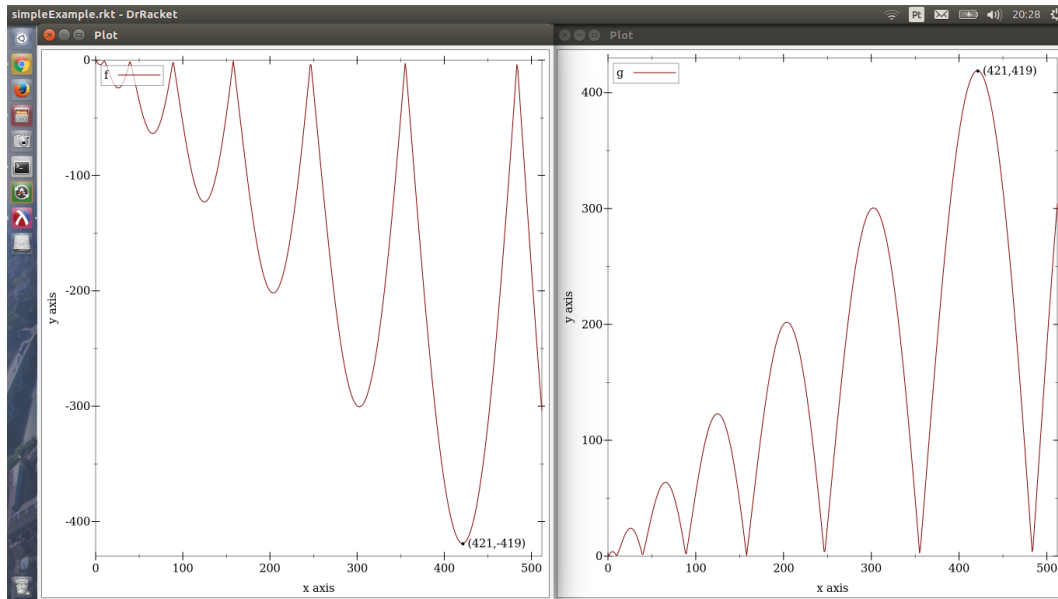 simpleExample.rkt - DrRacket
Pt
20:28
Plot
f
0
-100
-200
-300
-400
y axis
(421,-419)
0 100 200 300 400 500
x axis
Plot
g
(421,419)
400
300
200
100
0
y axis
0 100 200 300 400 500
x axis